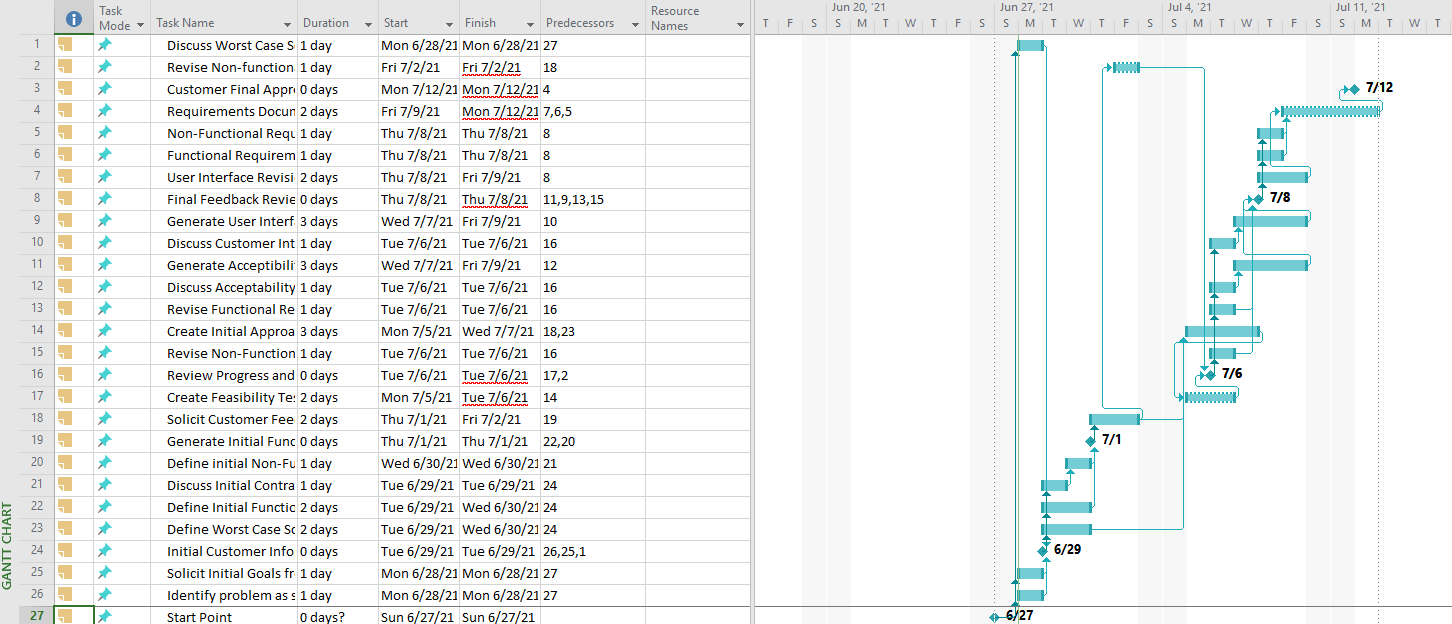 Jun 20, '21 Jun 27, '21 Jul 4, '21 Jul 11, '21
Task Mode Task Name Duration Start Finish Predecessors Resource Names
T F S S M T W T F S S M T W T F S S M T W T F S S M T W T
1 Discuss Worst Case S 1 day Mon 6/28/21 Mon 6/28/21 27
2 Revise Non-function 1 day Fri 7/2/21 Fri 7/2/21 18
3 Customer Final Appr 0 days Mon 7/12/21 Mon 7/12/21 4 7/12
4 Requirements Docun 2 days Fri 7/9/21 Mon 7/12/21 7,6,5
5 Non-Functional Requ 1 day Thu 7/8/21 Thu 7/8/21 8
6 Functional Requirem 1 day Thu 7/8/21 Thu 7/8/21 8
7 User Interface Revisi 2 days Thu 7/8/21 Fri 7/9/21 8
8 Final Feedback Revie 0 days Thu 7/8/21 Thu 7/8/21 11,9,13,15 7/8
9 Generate User Interf 3 days Wed 7/7/21 Fri 7/9/21 10
10 Discuss Customer Int 1 day Tue 7/6/21 Tue 7/6/21 16
11 Generate Acceptibili 3 days Wed 7/7/21 Fri 7/9/21 12
12 Discuss Acceptability 1 day Tue 7/6/21 Tue 7/6/21 16
13 Revise Functional Re 1 day Tue 7/6/21 Tue 7/6/21 16
14 Create Initial Approa 3 days Mon 7/5/21 Wed 7/7/21 18,23
15 Revise Non-Function 1 day Tue 7/6/21 Tue 7/6/21 16
16 Review Progress and 0 days Tue 7/6/21 Tue 7/6/21 17,2 7/6
17 Create Feasibility Te 2 days Mon 7/5/21 Tue 7/6/21 14
18 Solicit Customer Fee 2 days Thu 7/1/21 Fri 7/2/21 19
19 Generate Initial Func 0 days Thu 7/1/21 Thu 7/1/21 22,20 7/1
20 Define initial Non-Fu 1 day Wed 6/30/21 Wed 6/30/21 21
21 Discuss Initial Contra 1 day Tue 6/29/21 Tue 6/29/21 24
22 Define Initial Functio 2 days Tue 6/29/21 Wed 6/30/21 24
23 Define Worst Case Sc 2 days Tue 6/29/21 Wed 6/30/21 24
24 Initial Customer Info 0 days Tue 6/29/21 Tue 6/29/21 26,25,1 6/29
25 Solicit Initial Goals fr 1 day Mon 6/28/21 Mon 6/28/21 27
26 Identify problem as s 1 day Mon 6/28/21 Mon 6/28/21 27
27 Start Point 0 days? Sun 6/27/21 Sun 6/27/21 6/27
GANTT CHART